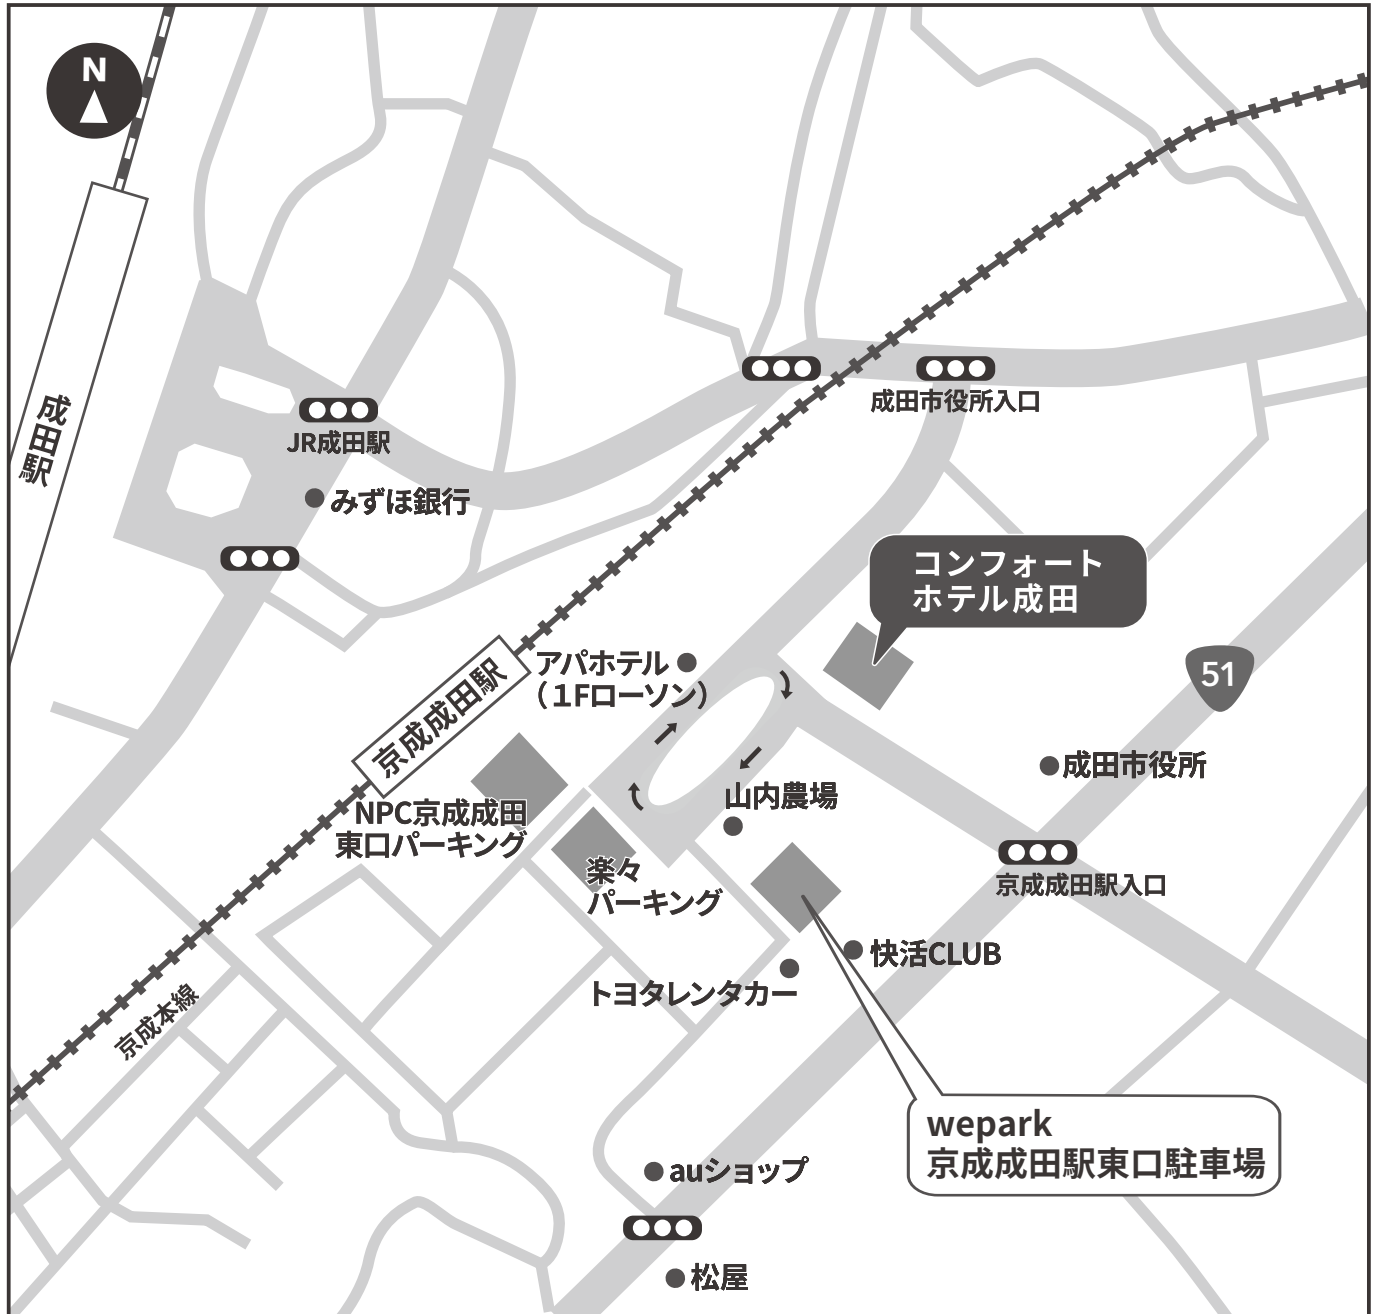 N
成田駅
成田市役所入口
JR成田駅
みずほ銀行
コンフォート
ホテル成田
アパホテル
（1Fローソン）
51
京成成田駅
成田市役所
山内農場
NPC京成成田
東口パーキング
楽々
パーキング
京成成田駅入口
快活CLUB
トヨタレンタカー
京成本線
wepark
京成成田駅東口駐車場
auショップ
松屋